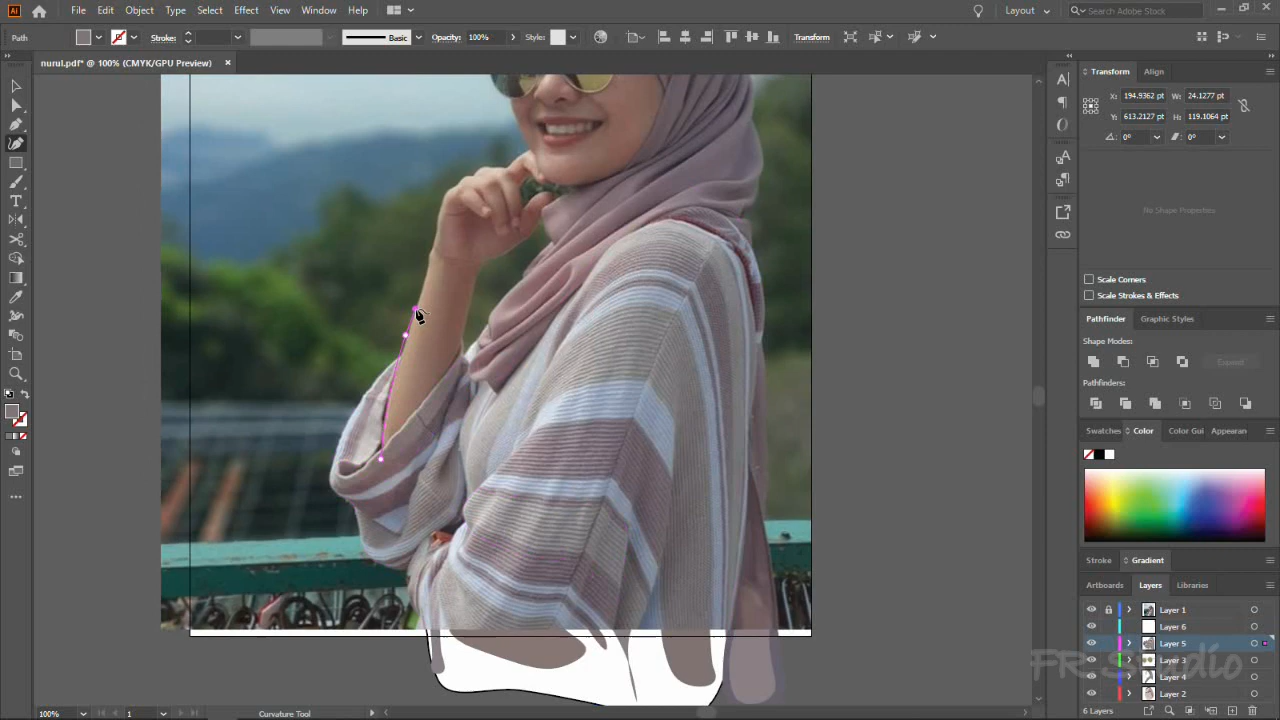 Ai File Edit Object Type Select Effect View Window Help Layout Search Adobe Stock
Path Stroke: Basic Opacity: 100% Style: Transform
nurul.pdf* @ 100% (CMYK/GPU Preview) ×
Transform Align
X: 194.9362 pt W: 24.1277 pt
Y: 613.2127 pt H: 119.1064 pt
0° 0°
No Shape Properties
Scale Corners
Scale Strokes & Effects
Pathfinder Graphic Styles
Shape Modes:
Expand
Pathfinders:
Swatches Color Color Gui Appearan
Stroke Gradient
Artboards Layers Libraries
Layer 1
Layer 6
Layer 5
Layer 3
Layer 4
Layer 2
FR Studio
100% 1 Curvature Tool 6 Layers